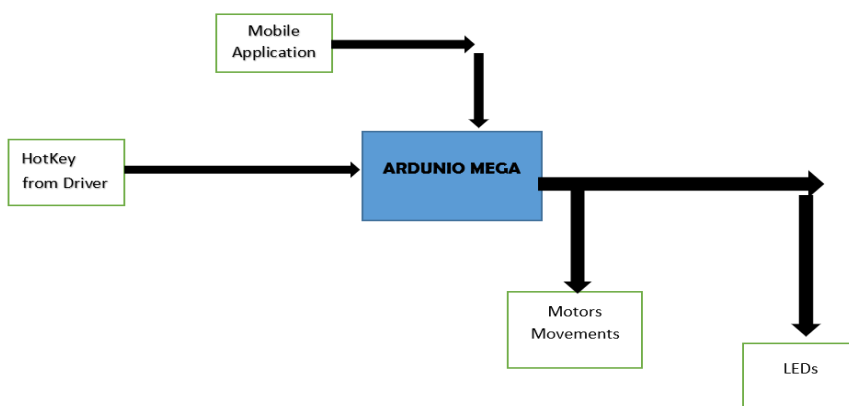 Mobile
Application
HotKey
from Driver
ARDUNIO MEGA
Motors
Movements
LEDs